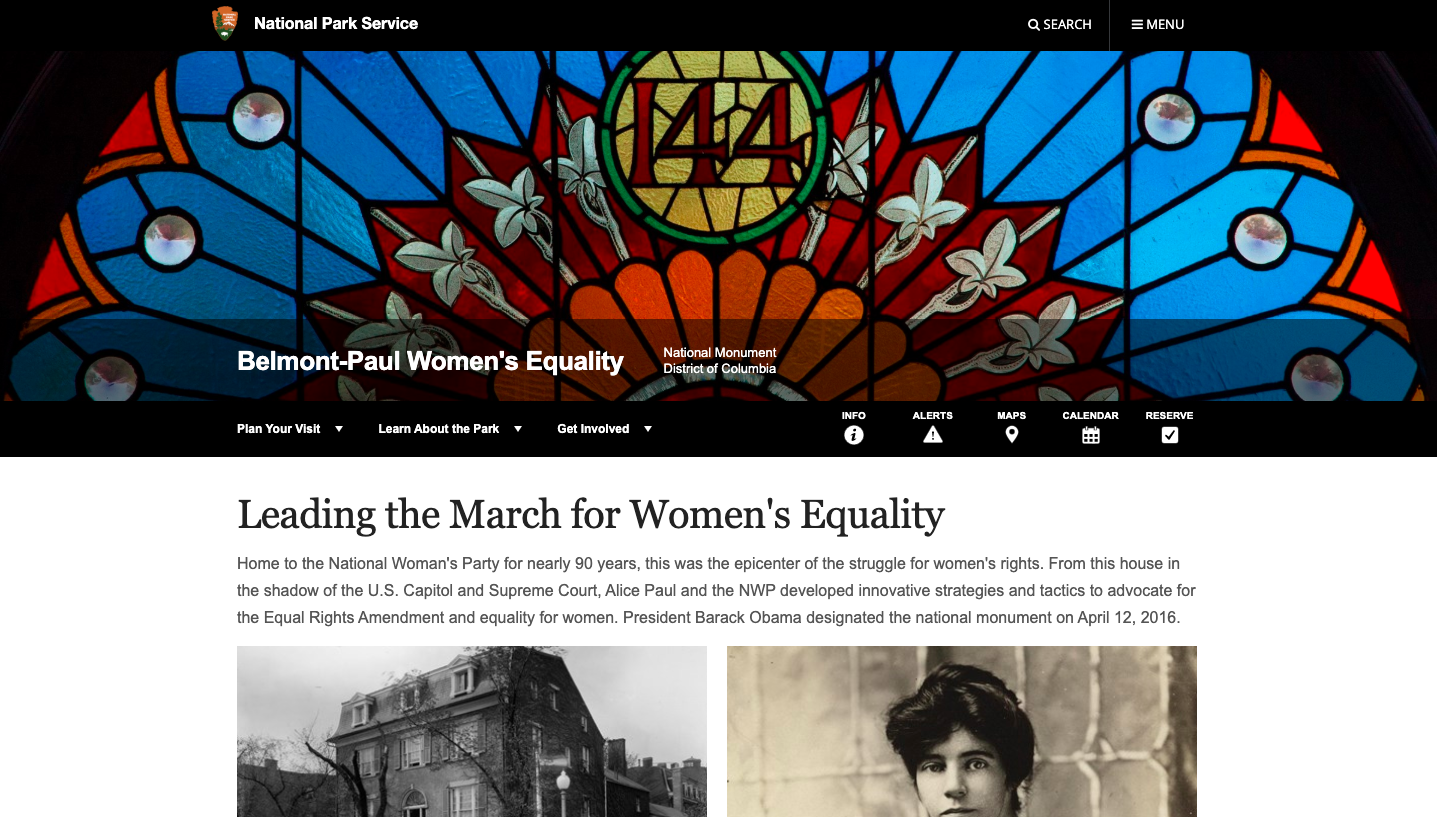 National Park Service
SEARCH
MENU
144
Belmont-Paul Women's Equality
National Monument
District of Columbia
Plan Your Visit
Learn About the Park
Get Involved
INFO
ALERTS
MAPS
CALENDAR
RESERVE
Leading the March for Women's Equality
Home to the National Woman's Party for nearly 90 years, this was the epicenter of the struggle for women's rights. From this house in
the shadow of the U.S. Capitol and Supreme Court, Alice Paul and the NWP developed innovative strategies and tactics to advocate for
the Equal Rights Amendment and equality for women. President Barack Obama designated the national monument on April 12, 2016.